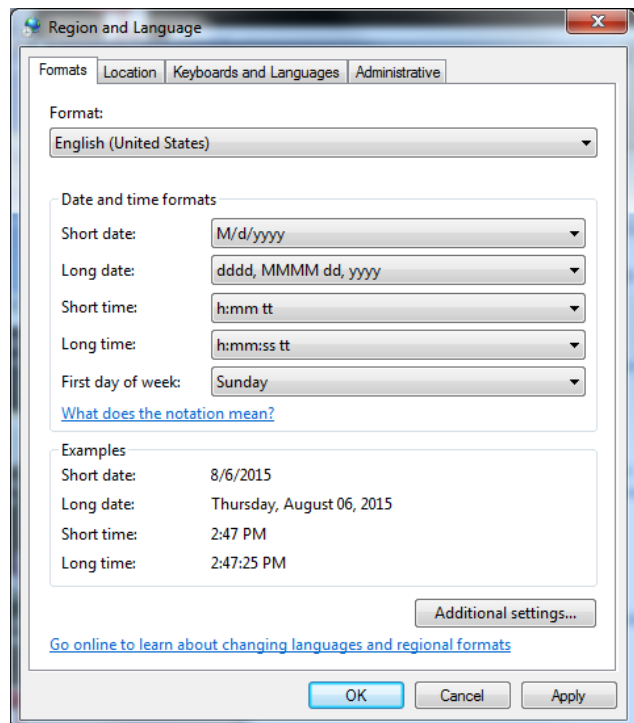 Region and Language
Formats Location Keyboards and Languages Administrative
Format:
English (United States)
Date and time formats
Short date: M/d/yyyy
Long date: dddd, MMMM dd, yyyy
Short time: h:mm tt
Long time: h:mm:ss tt
First day of week: Sunday
What does the notation mean?
Examples
Short date: 8/6/2015
Long date: Thursday, August 06, 2015
Short time: 2:47 PM
Long time: 2:47:25 PM
Additional settings...
Go online to learn about changing languages and regional formats
OK Cancel Apply